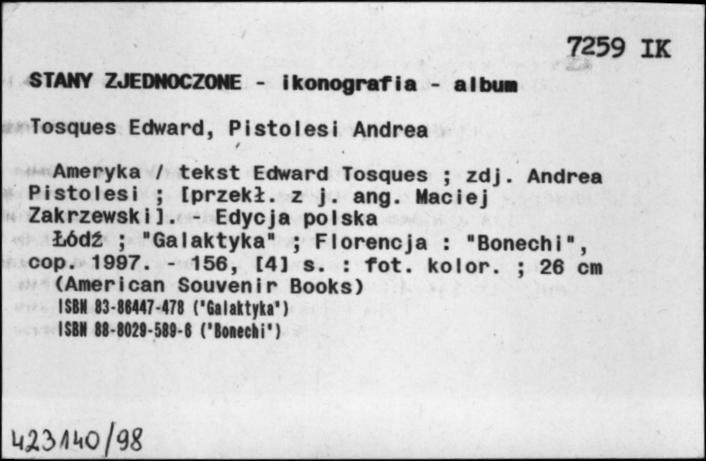 7259 IK
STANY ZJEDNOCZONE - ikonografia - album
Tosques Edward, Pistolesi Andrea
Ameryka / tekst Edward Tosques ; zdj. Andrea
Pistolesi ; [przekł. z j. ang. Maciej
Zakrzewski]. - Edycja polska
Łódź ; "Galaktyka" ; Florencja : "Bonechi",
cop. 1997. - 156, [4] s. : fot. kolor. ; 26 cm
(American Souvenir Books)
ISBN 83-86447-478 ("Galaktyka")
ISBN 88-8029-589-6 ("Bonechi")
423140/98